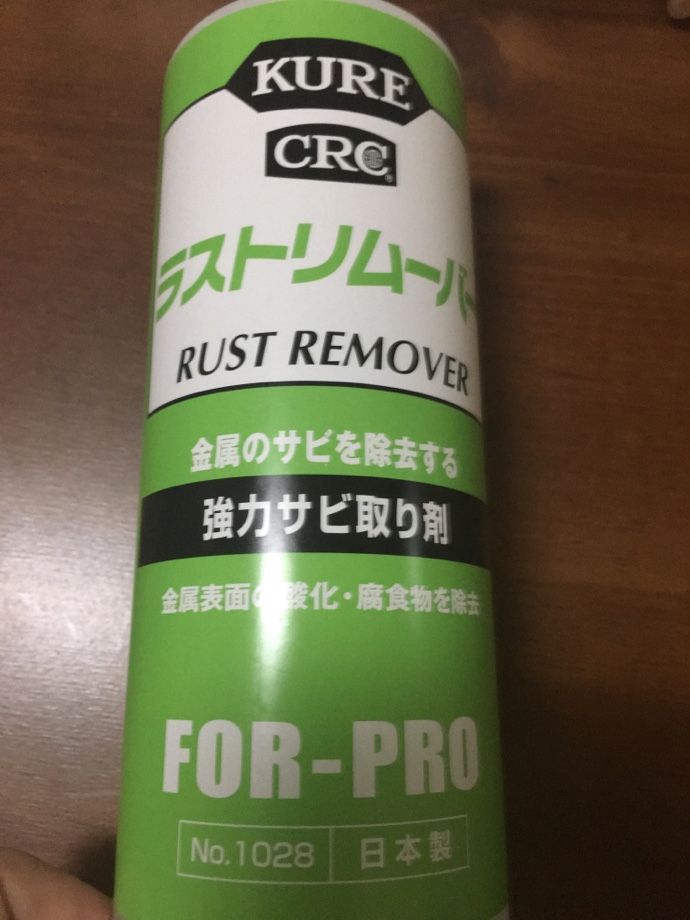 KURE
CRC
ラストリムーバー
RUST REMOVER
金属のサビを除去する
強力サビ取り剤
金属表面の酸化・腐食物を除去
FOR-PRO
No.1028 日本製